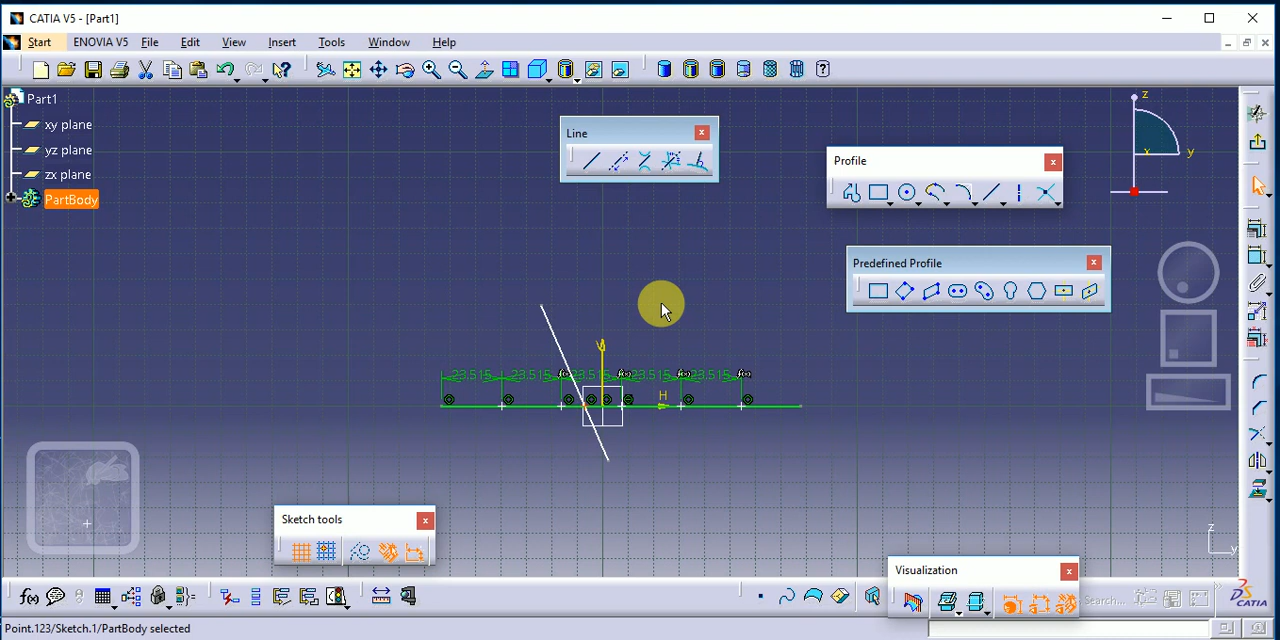 CATIA V5 - [Part1]
Start ENOVIA V5 File Edit View Insert Tools Window Help
Part1
xy plane
yz plane
zx plane
PartBody
Line
Profile
Predefined Profile
z
x
y
V
23.515 23.515 23.515 23.515 23.515
H
Sketch tools
z
y
Visualization
f(x)
Search...
CATIA
Point.123/Sketch.1/PartBody selected